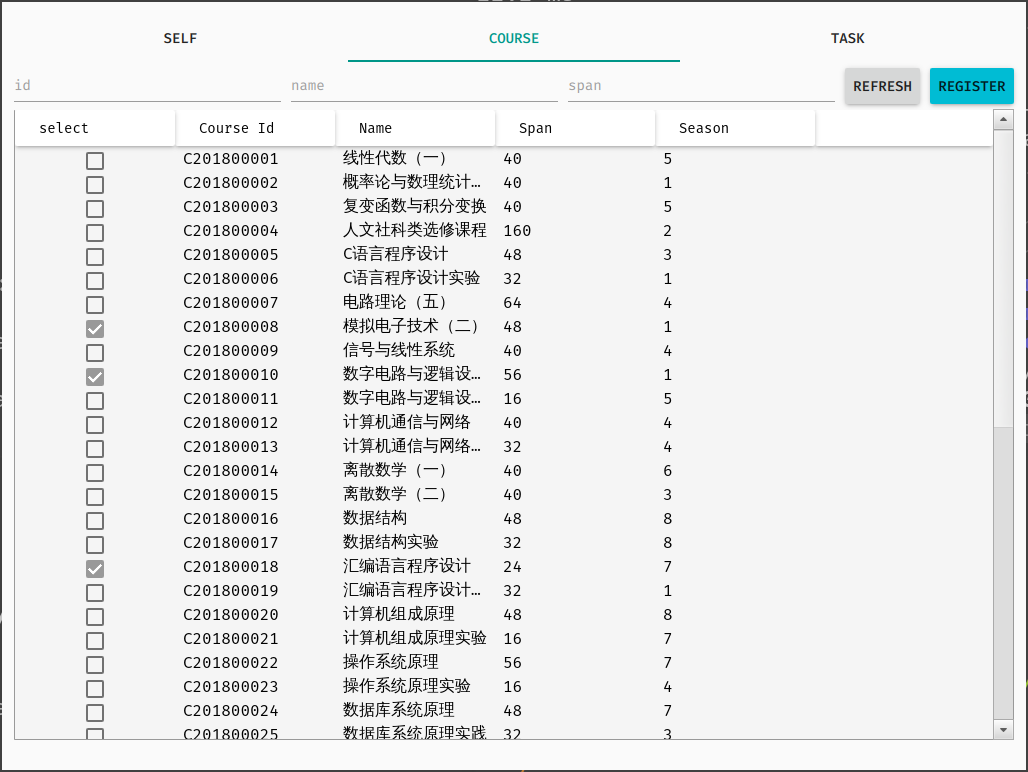 SELF COURSE TASK
id name span REFRESH REGISTER
select Course Id Name Span Season
C201800001 线性代数（一） 40 5
C201800002 概率论与数理统计… 40 1
C201800003 复变函数与积分变换 40 5
C201800004 人文社科类选修课程 160 2
C201800005 C语言程序设计 48 3
C201800006 C语言程序设计实验 32 1
C201800007 电路理论（五） 64 4
C201800008 模拟电子技术（二） 48 1
C201800009 信号与线性系统 40 4
C201800010 数字电路与逻辑设… 56 1
C201800011 数字电路与逻辑设… 16 5
C201800012 计算机通信与网络 40 4
C201800013 计算机通信与网络… 32 4
C201800014 离散数学（一） 40 6
C201800015 离散数学（二） 40 3
C201800016 数据结构 48 8
C201800017 数据结构实验 32 8
C201800018 汇编语言程序设计 24 7
C201800019 汇编语言程序设计… 32 1
C201800020 计算机组成原理 48 8
C201800021 计算机组成原理实验 16 7
C201800022 操作系统原理 56 7
C201800023 操作系统原理实验 16 4
C201800024 数据库系统原理 48 7
C201800025 数据库系统原理实践 32 3